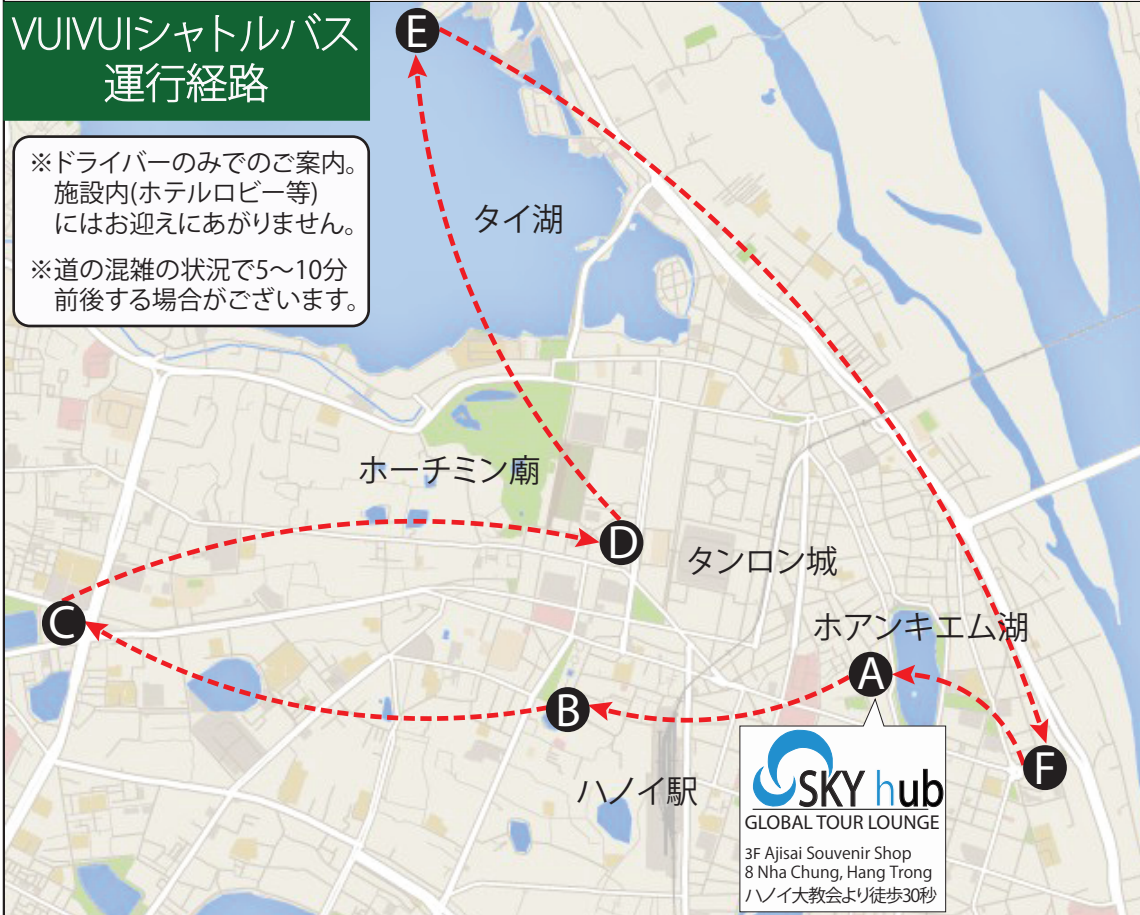 VUIVUIシャトルバス
運行経路
※ドライバーのみでのご案内。
施設内(ホテルロビー等)
にはお迎えにあがりません。
※道の混雑の状況で5〜10分
前後する場合がございます。
E
タイ湖
ホーチミン廟
D
タンロン城
C
ホアンキエム湖
A
B
F
ハノイ駅
SKY hub
GLOBAL TOUR LOUNGE
3F Ajisai Souvenir Shop
8 Nha Chung, Hang Trong
ハノイ大教会より徒歩30秒